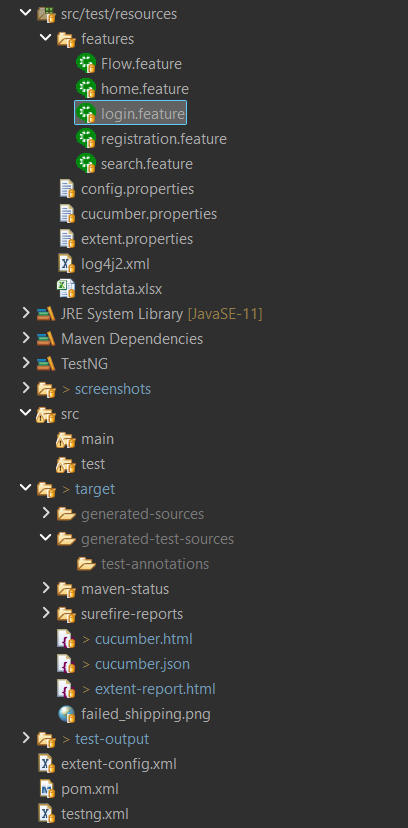 src/test/resources
features
Flow.feature
home.feature
login.feature
registration.feature
search.feature
config.properties
cucumber.properties
extent.properties
log4j2.xml
testdata.xlsx
JRE System Library [JavaSE-11]
Maven Dependencies
TestNG
> screenshots
src
main
test
> target
generated-sources
generated-test-sources
test-annotations
maven-status
surefire-reports
> cucumber.html
> cucumber.json
> extent-report.html
failed_shipping.png
> test-output
extent-config.xml
pom.xml
testng.xml